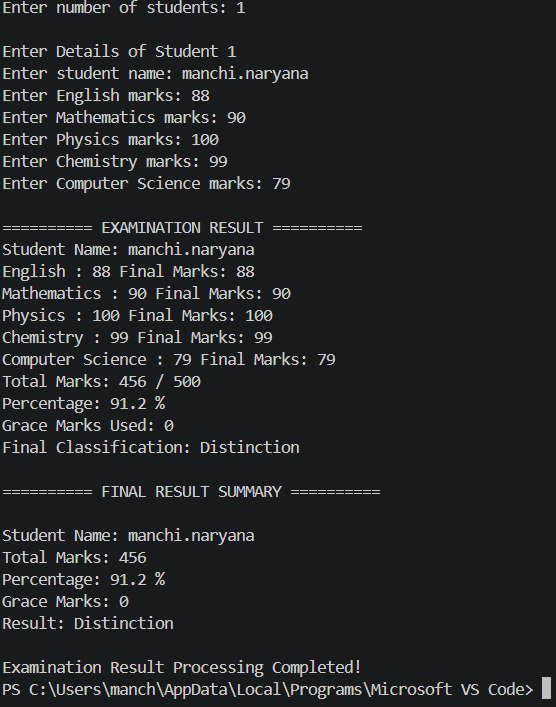 Enter number of students: 1
Enter Details of Student 1
Enter student name: manchi.naryana
Enter English marks: 88
Enter Mathematics marks: 90
Enter Physics marks: 100
Enter Chemistry marks: 99
Enter Computer Science marks: 79
========== EXAMINATION RESULT ==========
Student Name: manchi.naryana
English : 88 Final Marks: 88
Mathematics : 90 Final Marks: 90
Physics : 100 Final Marks: 100
Chemistry : 99 Final Marks: 99
Computer Science : 79 Final Marks: 79
Total Marks: 456 / 500
Percentage: 91.2 %
Grace Marks Used: 0
Final Classification: Distinction
========== FINAL RESULT SUMMARY ==========
Student Name: manchi.naryana
Total Marks: 456
Percentage: 91.2 %
Grace Marks: 0
Result: Distinction
Examination Result Processing Completed!
PS C:\Users\manch\AppData\Local\Programs\Microsoft VS Code>